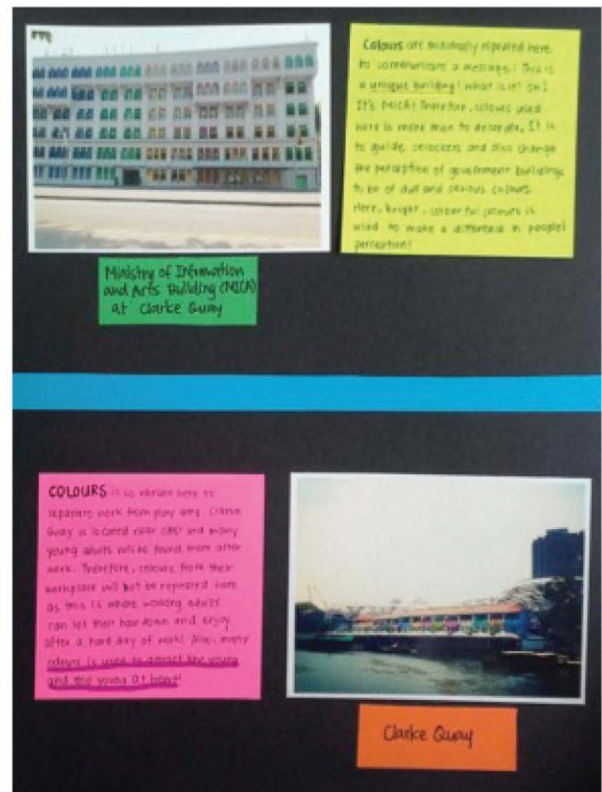 Colours are            repeated here
to communicate a message! This is
a unique building! What is it? Oh!
It's MICA! Therefore, colours used
here is more than to decorate. It is
to guide          and also change
the perception of government buildings
to be of dull and serious colours.
Here, bright, colourful colours is
used to make a difference in people's
perception!
Ministry of Information
and Arts Building (MICA)
at Clarke Quay
COLOURS is so vibrant here to
separate work from play area. Clarke
Quay is located near CBD and many
young adults will be found there after
work. Therefore, colours from their
workplace will not be repeated here
as this is where working adults
can let their hair down and enjoy
after a hard day of work! Also, many
colours is used to attract the young
and the young at heart!
Clarke Quay